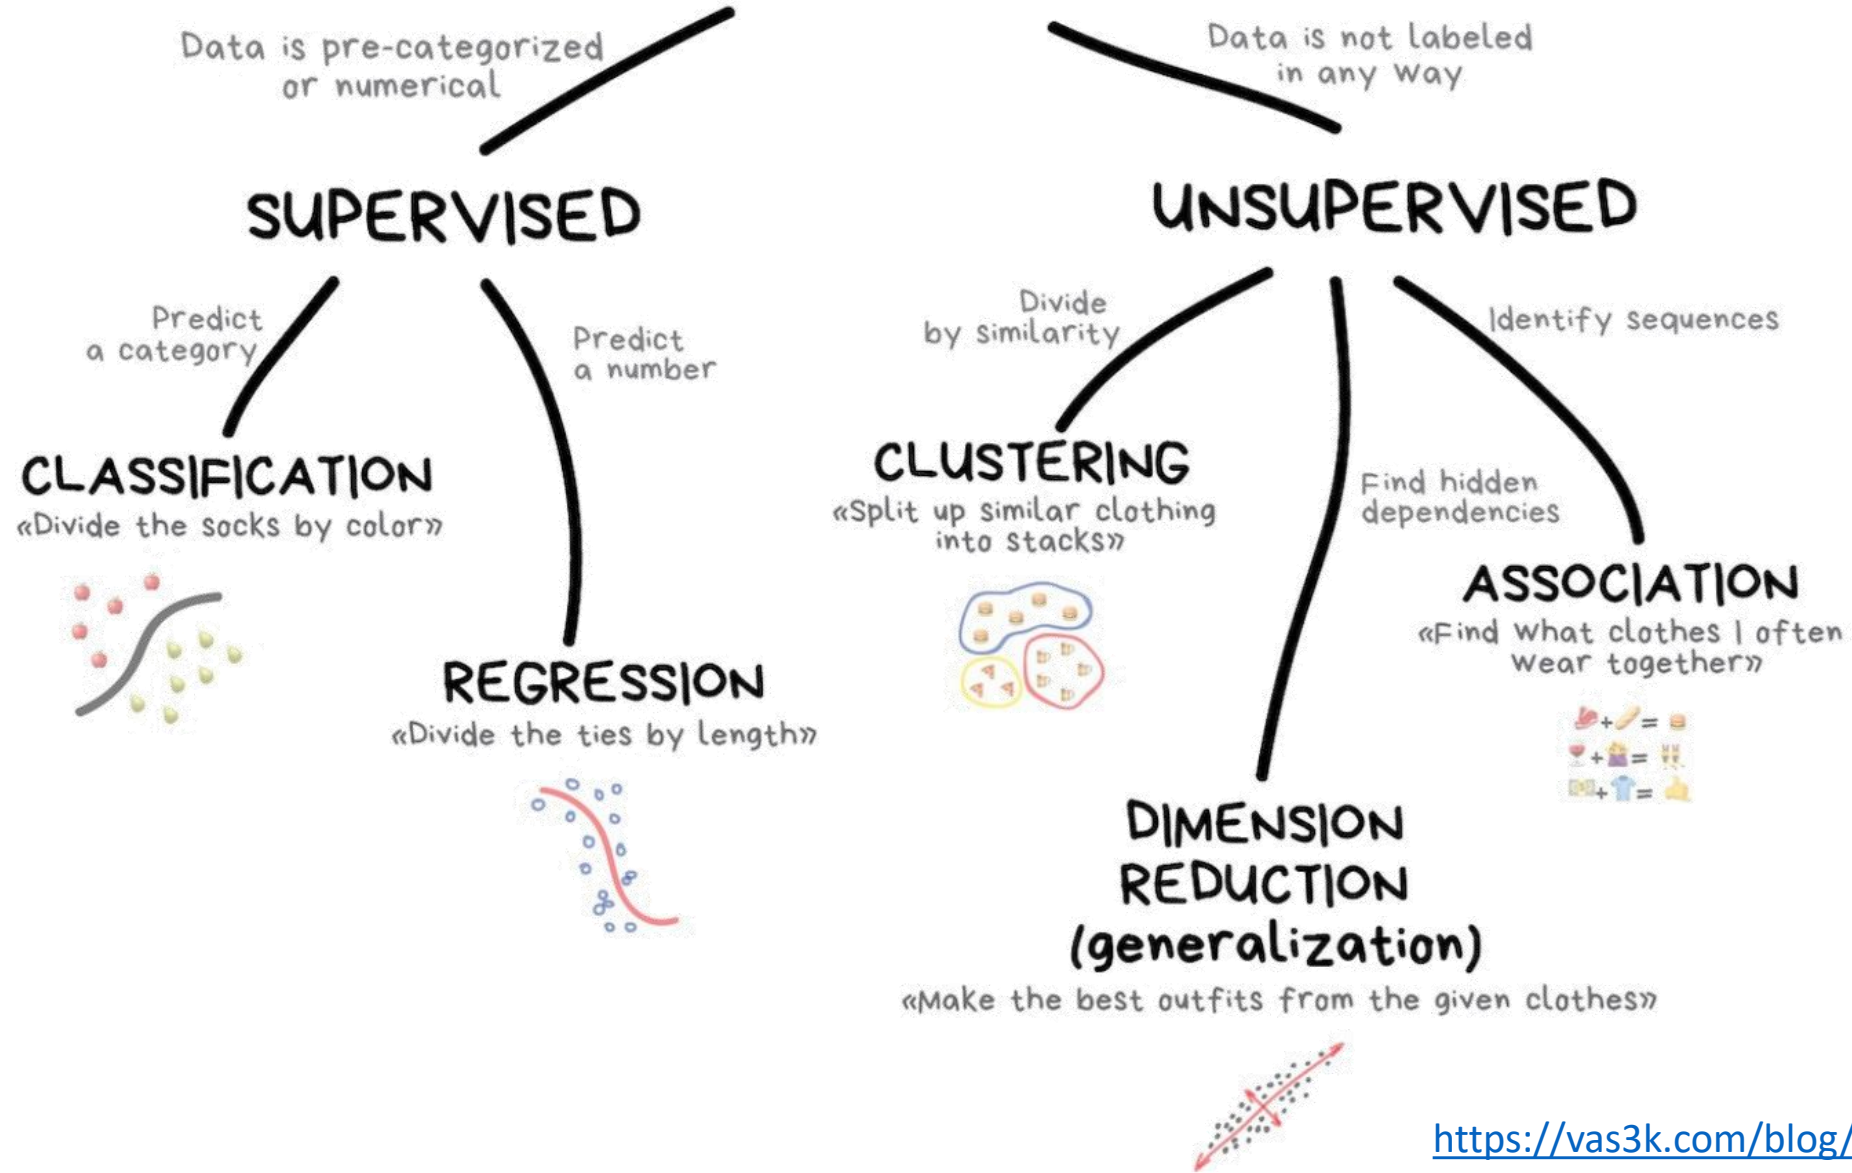 Data is pre-categorized
or numerical
Data is not labeled
in any way
SUPERVISED
UNSUPERVISED
Predict
a category
Predict
a number
Divide
by similarity
Identify sequences
CLASSIFICATION
«Divide the socks by color»
CLUSTERING
«Split up similar clothing
into stacks»
Find hidden
dependencies
ASSOCIATION
«Find what clothes I often
wear together»
REGRESSION
«Divide the ties by length»
+ =
+ =
+ =
DIMENSION
REDUCTION
(generalization)
«Make the best outfits from the given clothes»
https://vas3k.com/blog/